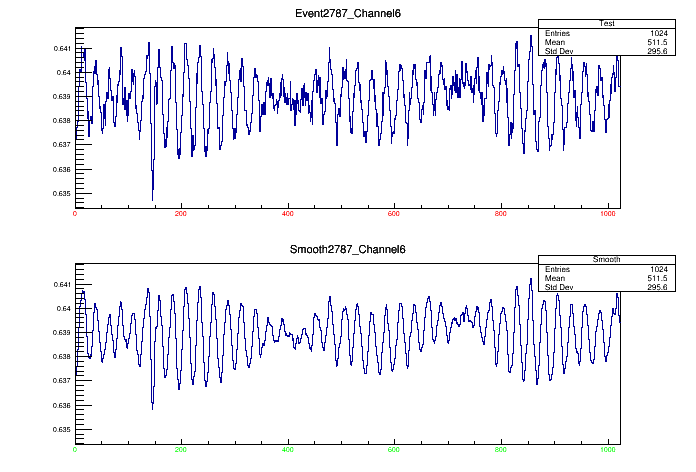 Event2787_Channel6
Test
Entries 1024
Mean 511.5
Std Dev 295.6
0.641
0.64
0.639
0.638
0.637
0.636
0.635
0 200 400 600 800 1000
Smooth2787_Channel6
Smooth
Entries 1024
Mean 511.5
Std Dev 295.6
0.641
0.64
0.639
0.638
0.637
0.636
0.635
0 200 400 600 800 1000